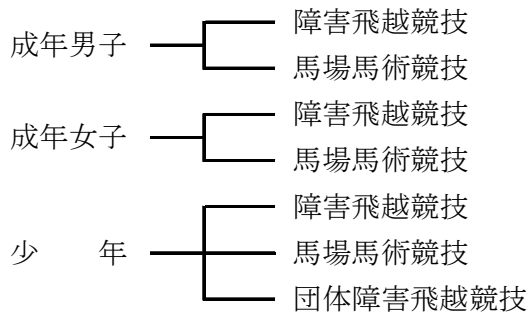 成年男子
障害飛越競技
馬場馬術競技
成年女子
障害飛越競技
馬場馬術競技
少　　年
障害飛越競技
馬場馬術競技
団体障害飛越競技